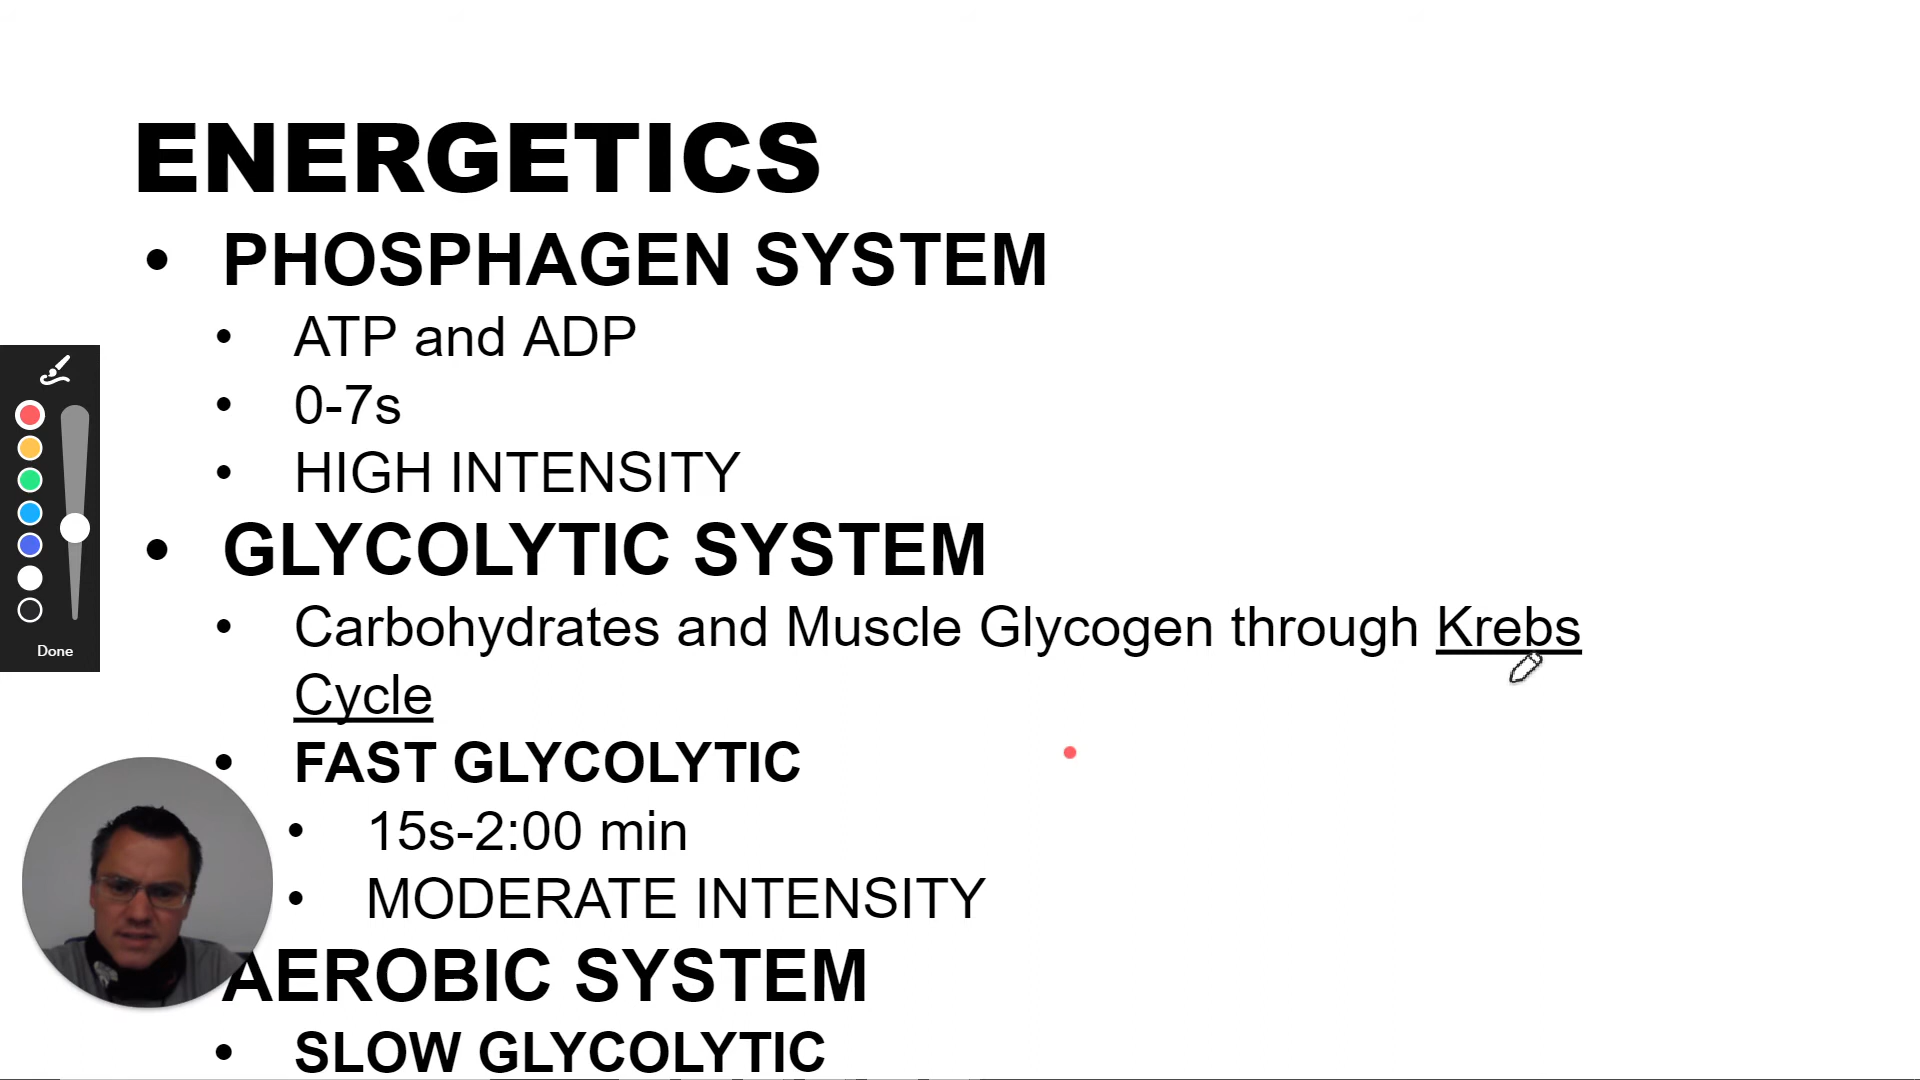 ENERGETICS
• PHOSPHAGEN SYSTEM
• ATP and ADP
• 0-7s
• HIGH INTENSITY
• GLYCOLYTIC SYSTEM
• Carbohydrates and Muscle Glycogen through Krebs
Cycle
• FAST GLYCOLYTIC
• 15s-2:00 min
• MODERATE INTENSITY
AEROBIC SYSTEM
• SLOW GLYCOLYTIC
Done